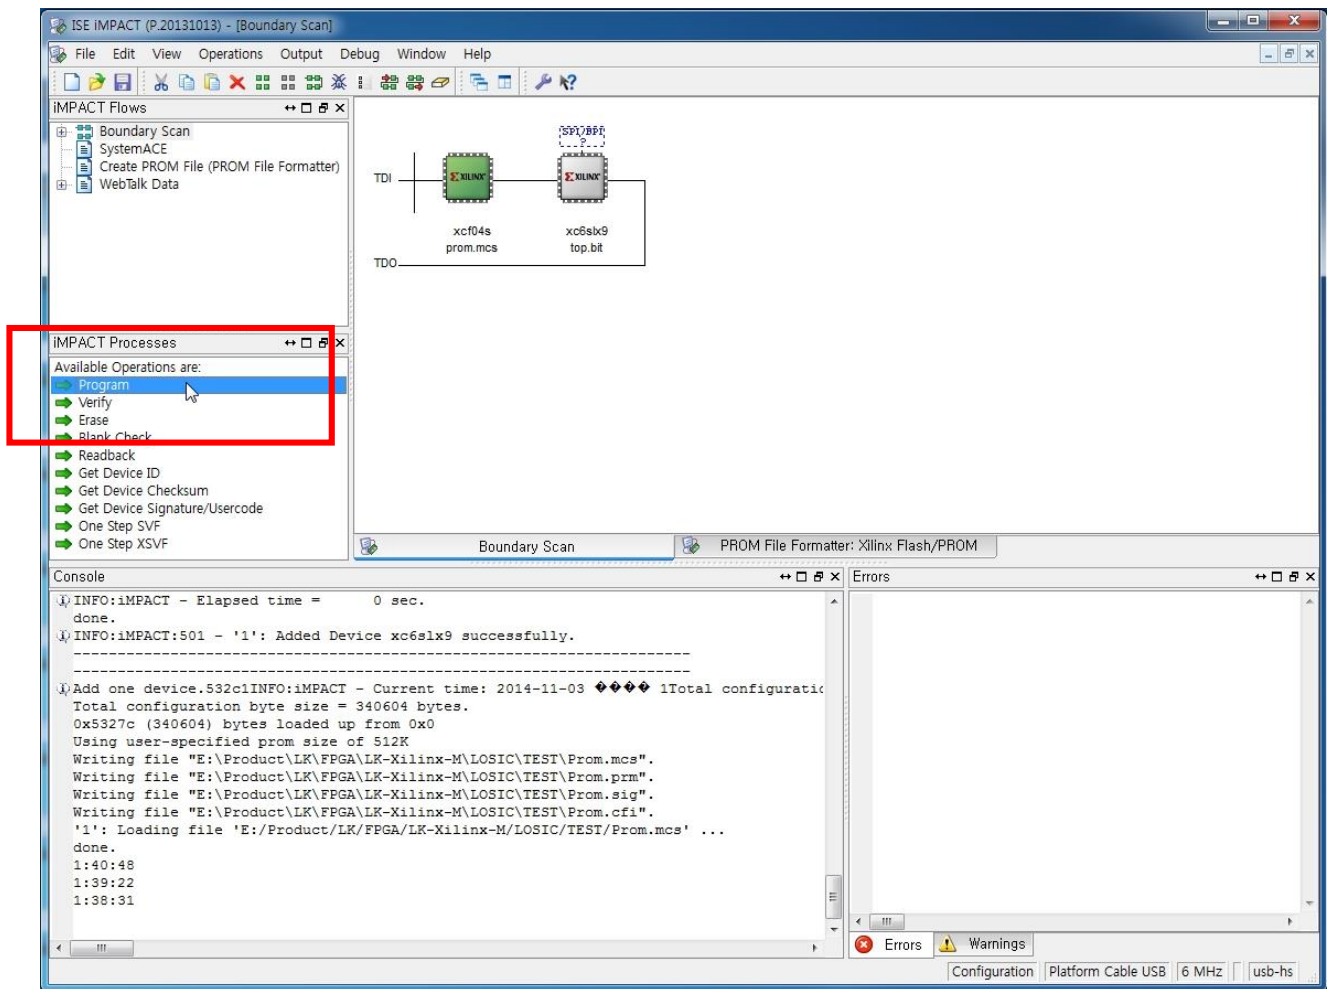 ISE iMPACT (P.20131013) - [Boundary Scan]
File Edit View Operations Output Debug Window Help
iMPACT Flows
Boundary Scan
SystemACE
Create PROM File (PROM File Formatter)
WebTalk Data
SPI/BPI
?
TDI
XILINX
XILINX
xcf04s
prom.mcs
xc6slx9
top.bit
TDO
iMPACT Processes
Available Operations are:
Program
Verify
Erase
Blank Check
Readback
Get Device ID
Get Device Checksum
Get Device Signature/Usercode
One Step SVF
One Step XSVF
Boundary Scan
PROM File Formatter: Xilinx Flash/PROM
Console
INFO:iMPACT - Elapsed time =      0 sec.
done.
INFO:iMPACT:501 - '1': Added Device xc6slx9 successfully.
----------------------------------------------------------------------
----------------------------------------------------------------------
Add one device.532c1INFO:iMPACT - Current time: 2014-11-03 ���� 1Total configuratic
Total configuration byte size = 340604 bytes.
0x5327c (340604) bytes loaded up from 0x0
Using user-specified prom size of 512K
Writing file "E:\Product\LK\FPGA\LK-Xilinx-M\LOSIC\TEST\Prom.mcs".
Writing file "E:\Product\LK\FPGA\LK-Xilinx-M\LOSIC\TEST\Prom.prm".
Writing file "E:\Product\LK\FPGA\LK-Xilinx-M\LOSIC\TEST\Prom.sig".
Writing file "E:\Product\LK\FPGA\LK-Xilinx-M\LOSIC\TEST\Prom.cfi".
'1': Loading file 'E:/Product/LK/FPGA/LK-Xilinx-M/LOSIC/TEST/Prom.mcs' ...
done.
1:40:48
1:39:22
1:38:31
Errors
Errors
Warnings
Configuration
Platform Cable USB
6 MHz
usb-hs